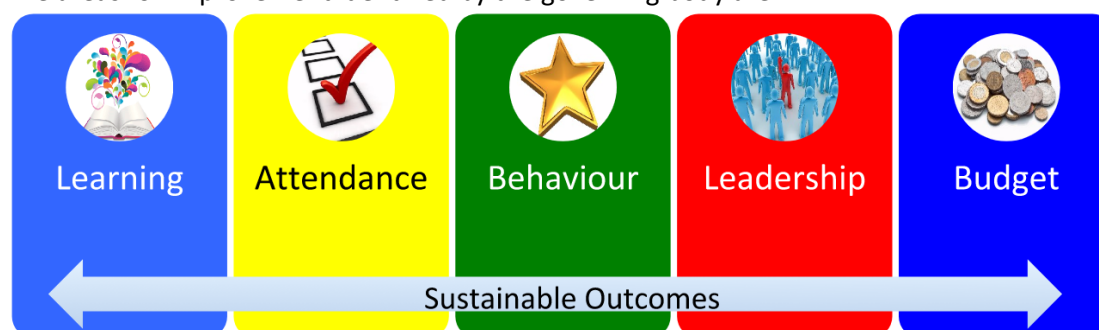 Learning
Attendance
Behaviour
Leadership
Budget
Sustainable Outcomes